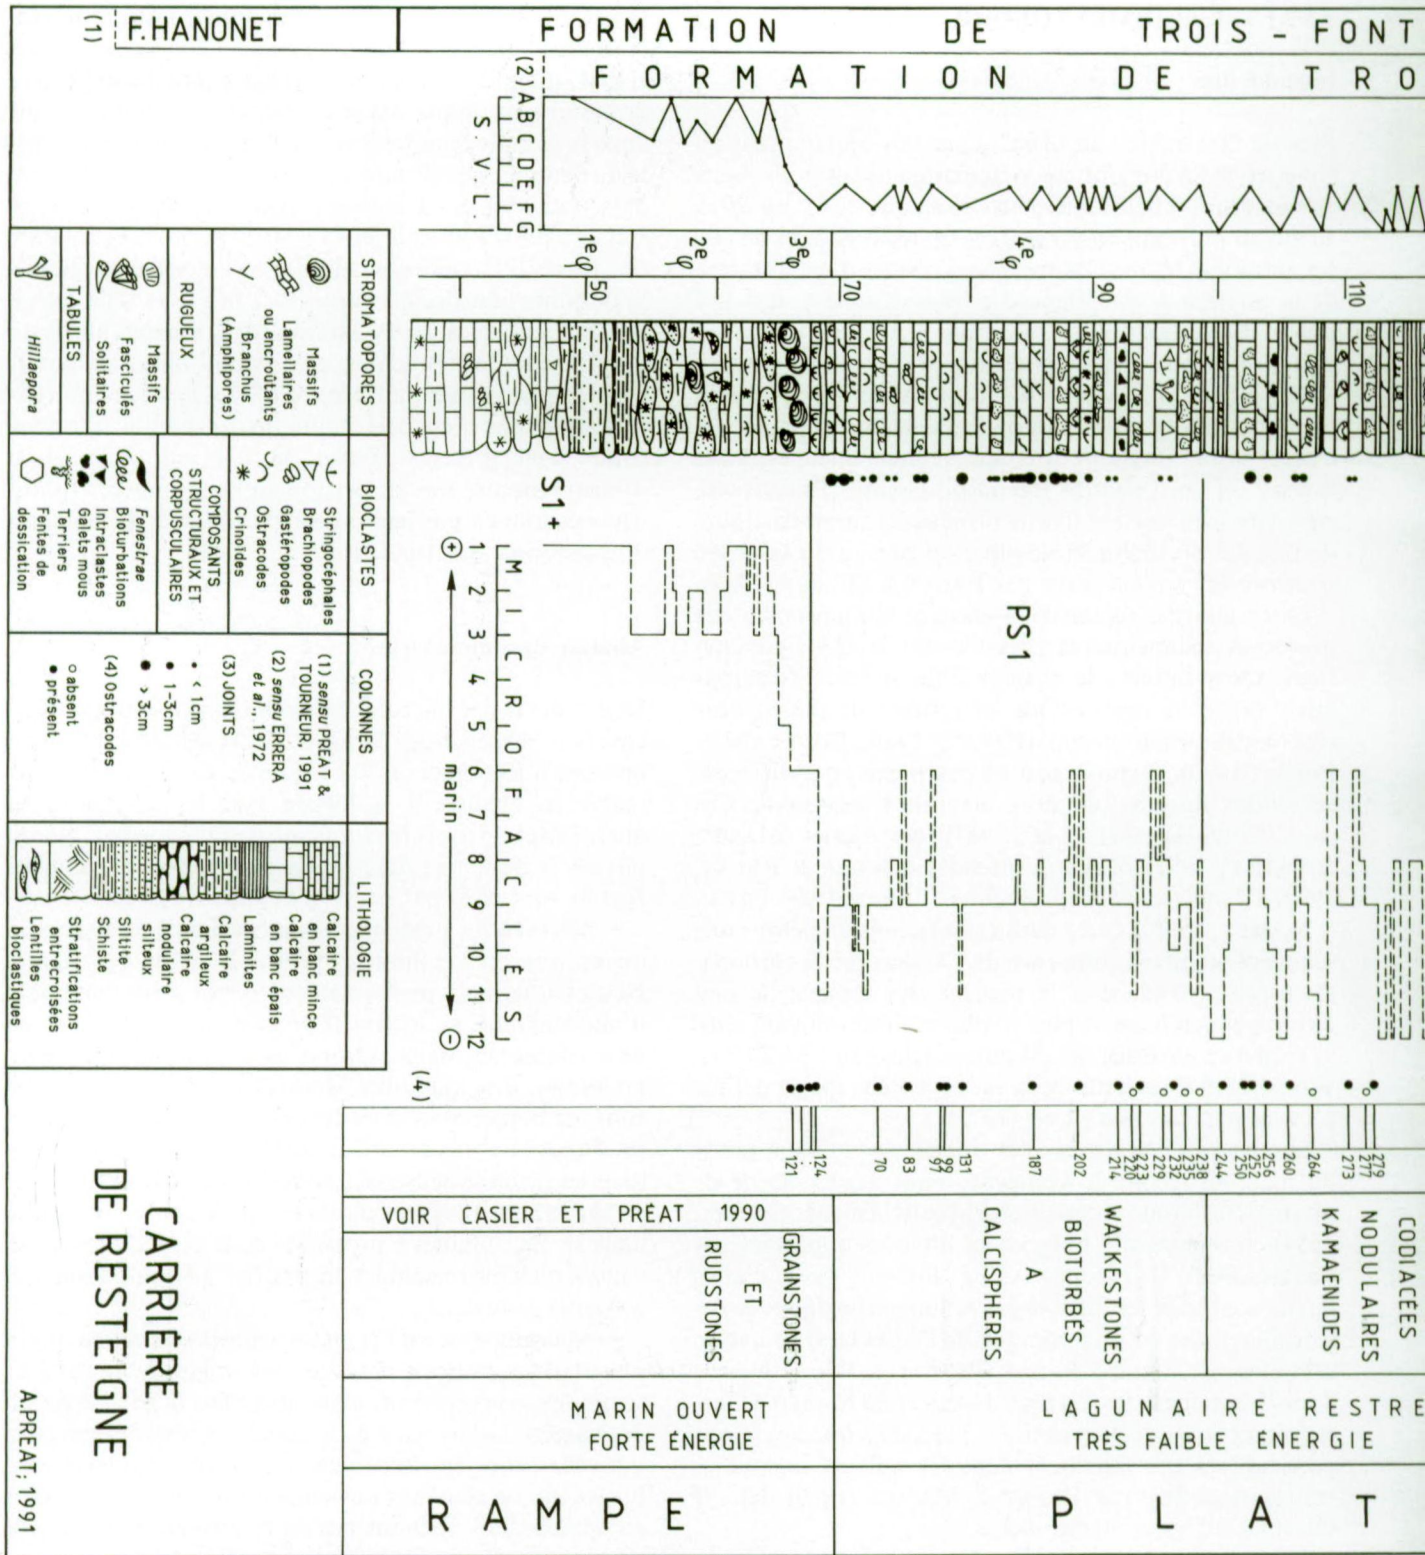 (1)
F.HANONET
FORMATION DE TROIS - FONT
FORMATION DE TRO
(2)
A B C D E F G
S V L.
1e φ
2e φ
3e φ
4e φ
50
70
90
110
S1+
PS1
+
marin
-
MICROFACIÈS
1 2 3 4 5 6 7 8 9 10 11 12
STROMATOPORES
Massifs
Lamellaires
ou encroûtants
Branchus
(Amphipores)
RUGUEUX
Massifs
Fasciculés
Solitaires
TABULES
Hillaepora
BIOCLASTES
Stringocéphales
Brachiopodes
Gastéropodes
Ostracodes
Crinoïdes
COMPOSANTS
STRUCTURAUX ET
CORPUSCULAIRES
Fenestrae
Bioturbations
Intraclastes
Galets mous
Terriers
Fentes de
dessication
COLONNES
(1) sensu PREAT &
TOURNEUR, 1991
(2) sensu ERRERA
et al., 1972
(3) JOINTS
< 1cm
1-3cm
> 3cm
(4) Ostracodes
absent
présent
LITHOLOGIE
Calcaire
en banc mince
Calcaire
en banc épais
Laminites
Calcaire
argileux
Calcaire
nodulaire
silteux
Siltite
Schiste
Stratifications
entrecroisées
Lentilles
bioclastiques
(4)
121
124
70
83
97
99
131
187
202
214
220
223
229
232
235
238
244
250
252
256
260
264
273
277
279
VOIR CASIER ET PRÉAT 1990
GRAINSTONES
ET
RUDSTONES
WACKESTONES
BIOTURBÉS
A
CALCISPHERES
CODIACÉES
NODULAIRES
KAMAENIDES
MARIN OUVERT
FORTE ÉNERGIE
LAGUNAIRE RESTRE
TRÈS FAIBLE ÉNERGIE
RAMPE
PLAT
CARRIÈRE
DE RESTEIGNE
A.PREAT, 1991